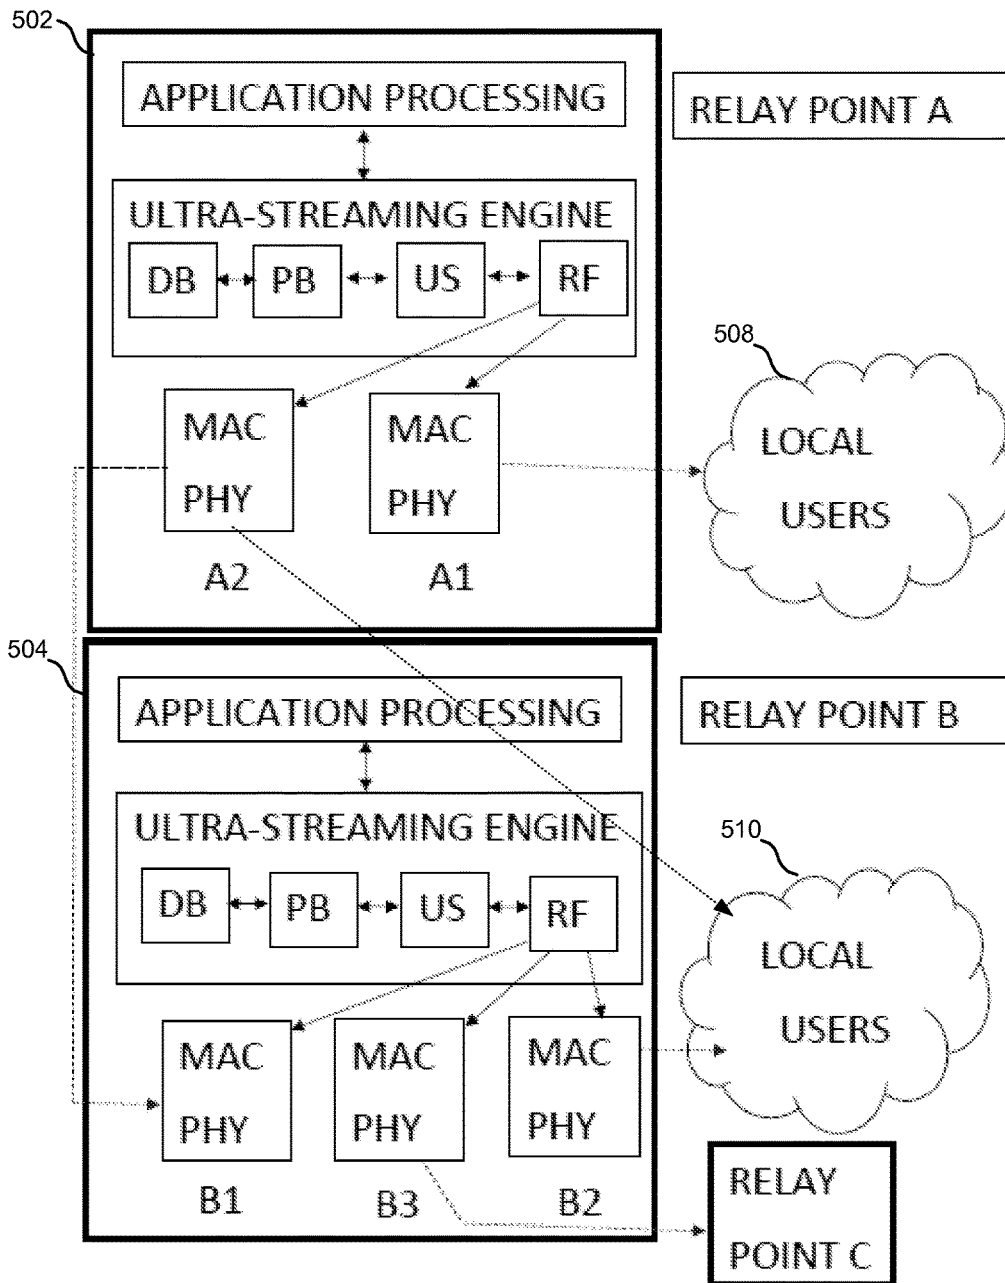 502
APPLICATION PROCESSING
RELAY POINT A
ULTRA-STREAMING ENGINE
DB PB US RF
508
LOCAL
USERS
MAC
PHY
MAC
PHY
A2 A1
504
APPLICATION PROCESSING
RELAY POINT B
ULTRA-STREAMING ENGINE
DB PB US RF
510
LOCAL
USERS
MAC
PHY
MAC
PHY
MAC
PHY
B1 B3 B2
RELAY
POINT C